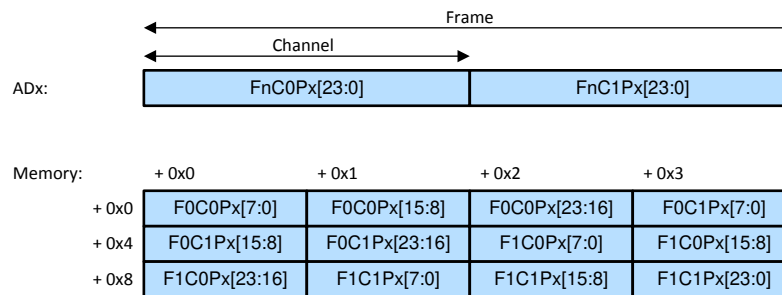 Frame
Channel
ADx: FnC0Px[23:0] FnC1Px[23:0]
Memory: + 0x0 + 0x1 + 0x2 + 0x3
+ 0x0 F0C0Px[7:0] F0C0Px[15:8] F0C0Px[23:16] F0C1Px[7:0]
+ 0x4 F0C1Px[15:8] F0C1Px[23:16] F1C0Px[7:0] F1C0Px[15:8]
+ 0x8 F1C0Px[23:16] F1C1Px[7:0] F1C1Px[15:8] F1C1Px[23:0]